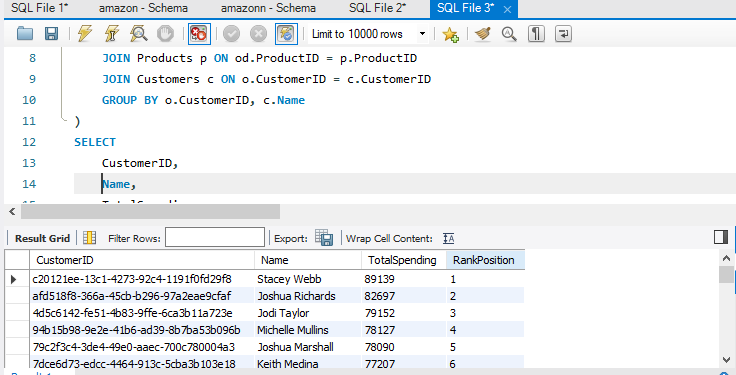 SQL File 1* amazon - Schema amazonn - Schema SQL File 2* SQL File 3*
Limit to 10000 rows
8 JOIN Products p ON od.ProductID = p.ProductID
9 JOIN Customers c ON o.CustomerID = c.CustomerID
10 GROUP BY o.CustomerID, c.Name
11 )
12 SELECT
13 CustomerID,
14 Name,
Result Grid Filter Rows: Export: Wrap Cell Content:
CustomerID Name TotalSpending RankPosition
c20121ee-13c1-4273-92c4-1191f0fd29f8 Stacey Webb 89139 1
afd518f8-366a-45cb-b296-97a2eae9cfaf Joshua Richards 82697 2
4d5c6142-fe51-4b83-9ffe-6ca3b11a723e Jodi Taylor 79152 3
94b15b98-9e2e-41b6-ad39-8b7ba53b096b Michelle Mullins 78127 4
79c2f3c4-3de4-49e0-aaec-700c780004a3 Joshua Marshall 78090 5
7dce6d73-edcc-4464-913c-5cba3b103e18 Keith Medina 77207 6